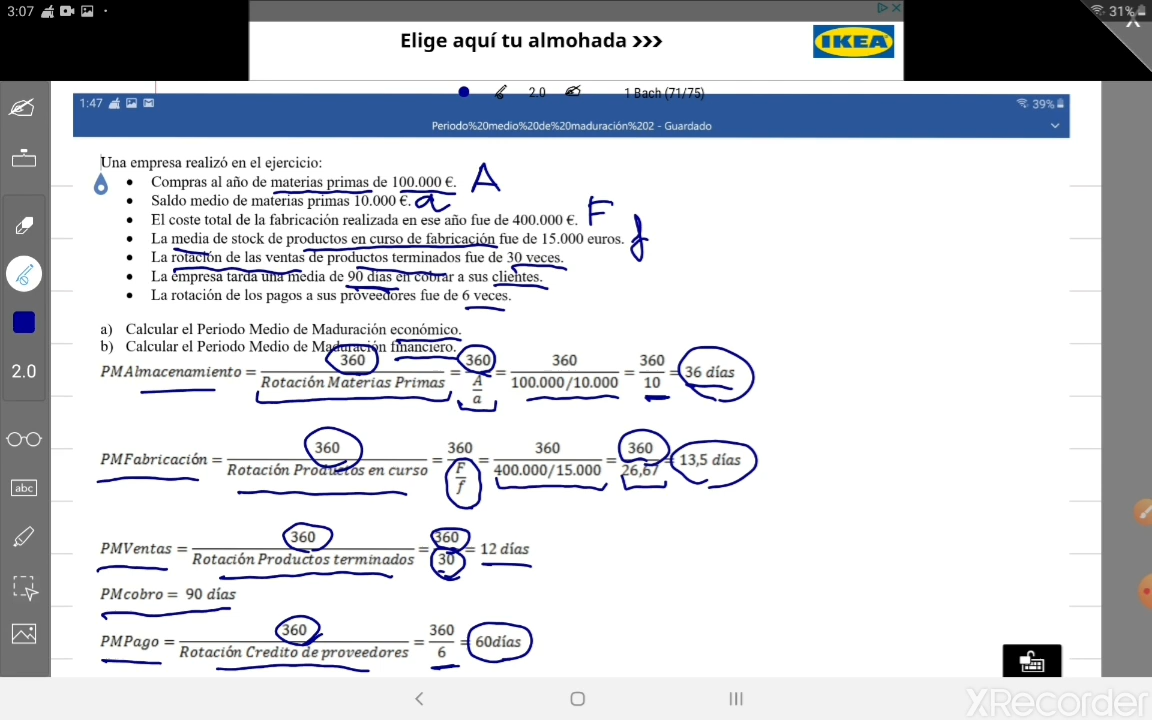 3:07
31%
Elige aquí tu almohada >>>
IKEA
X
2.0
1 Bach (71/75)
1:47
39%
Periodo%20medio%20de%20maduración%202 - Guardado
Una empresa realizó en el ejercicio:
• Compras al año de materias primas de 100.000 €. A
• Saldo medio de materias primas 10.000 €. a
• El coste total de la fabricación realizada en ese año fue de 400.000 €. F
• La media de stock de productos en curso de fabricación fue de 15.000 euros. f
• La rotación de las ventas de productos terminados fue de 30 veces.
• La empresa tarda una media de 90 días en cobrar a sus clientes.
• La rotación de los pagos a sus proveedores fue de 6 veces.
a) Calcular el Periodo Medio de Maduración económico.
b) Calcular el Periodo Medio de Maduración financiero.
2.0
PMAlmacenamiento = 360 / Rotación Materias Primas = 360 / (A/a) = 360 / (100.000/10.000) = 360 / 10 = 36 días
PMFabricación = 360 / Rotación Productos en curso = 360 / (F/f) = 360 / (400.000/15.000) = 360 / 26,67 = 13,5 días
abc
PMVentas = 360 / Rotación Productos terminados = 360 / 30 = 12 días
PMcobro = 90 días
PMPago = 360 / Rotación Credito de proveedores = 360 / 6 = 60días
XRecorder